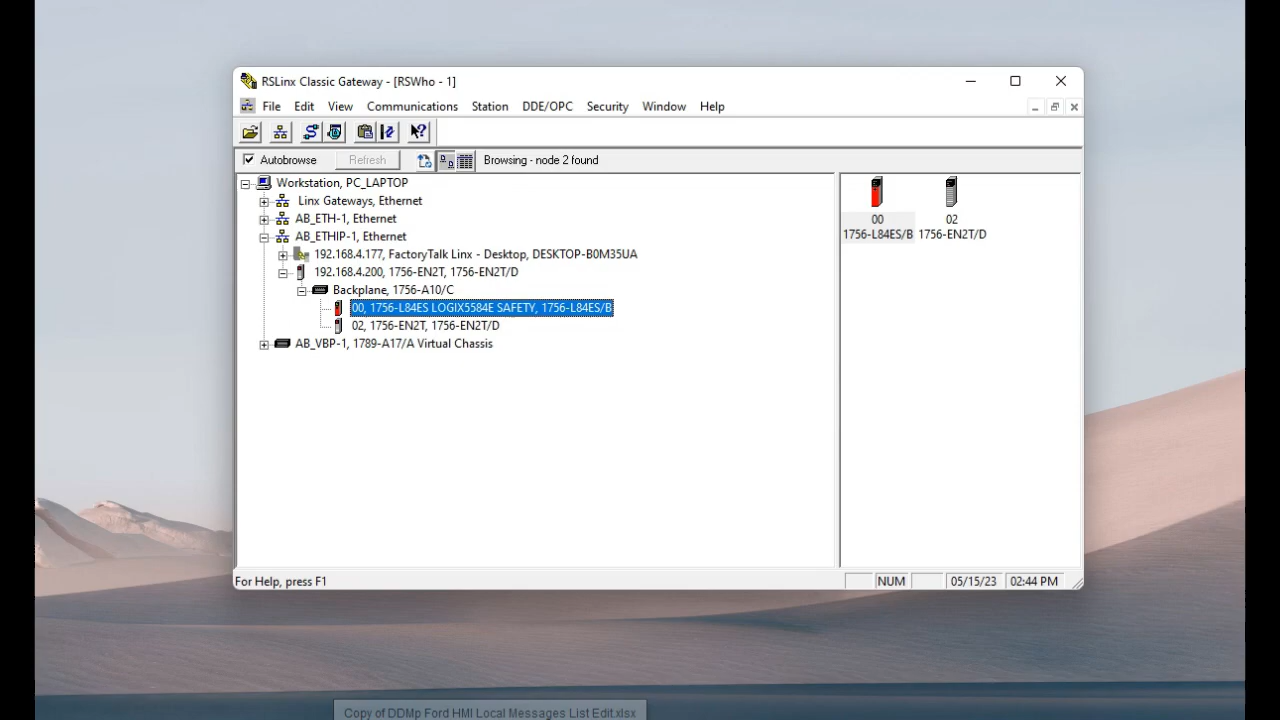 RSLinx Classic Gateway - [RSWho - 1]
File Edit View Communications Station DDE/OPC Security Window Help
Autobrowse Refresh Browsing - node 2 found
Workstation, PC_LAPTOP
Linx Gateways, Ethernet
AB_ETH-1, Ethernet
AB_ETHIP-1, Ethernet
192.168.4.177, FactoryTalk Linx - Desktop, DESKTOP-B0M35UA
192.168.4.200, 1756-EN2T, 1756-EN2T/D
Backplane, 1756-A10/C
00, 1756-L84ES LOGIX5584E SAFETY, 1756-L84ES/B
02, 1756-EN2T, 1756-EN2T/D
AB_VBP-1, 1789-A17/A Virtual Chassis
00 02
1756-L84ES/B 1756-EN2T/D
For Help, press F1 NUM 05/15/23 02:44 PM
Copy of DDMp Ford HMI Local Messages List Edit.xlsx